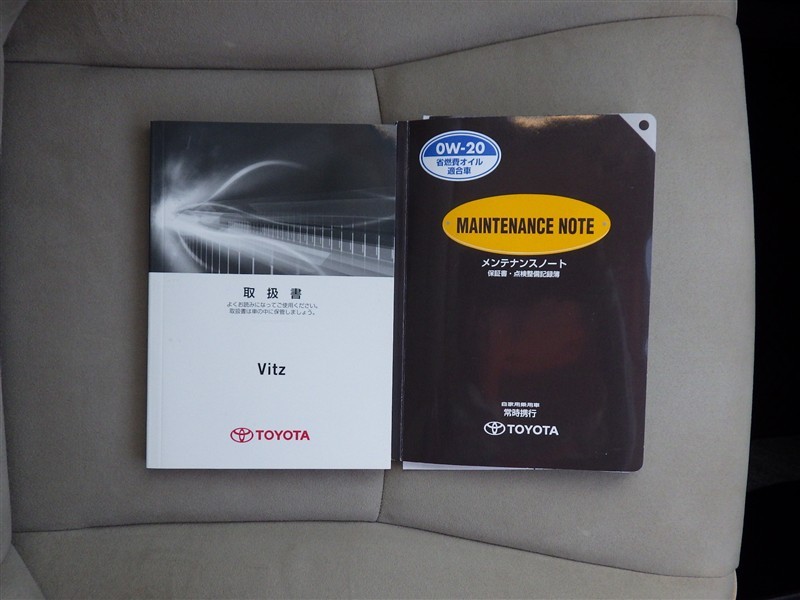 取扱書
よくお読みになってご使用ください。
取扱書は車の中に保管しましょう。
Vitz
TOYOTA
0W-20
省燃費オイル
適合車
MAINTENANCE NOTE
メンテナンスノート
保証書・点検整備記録簿
自家用乗用車
常時携行
TOYOTA